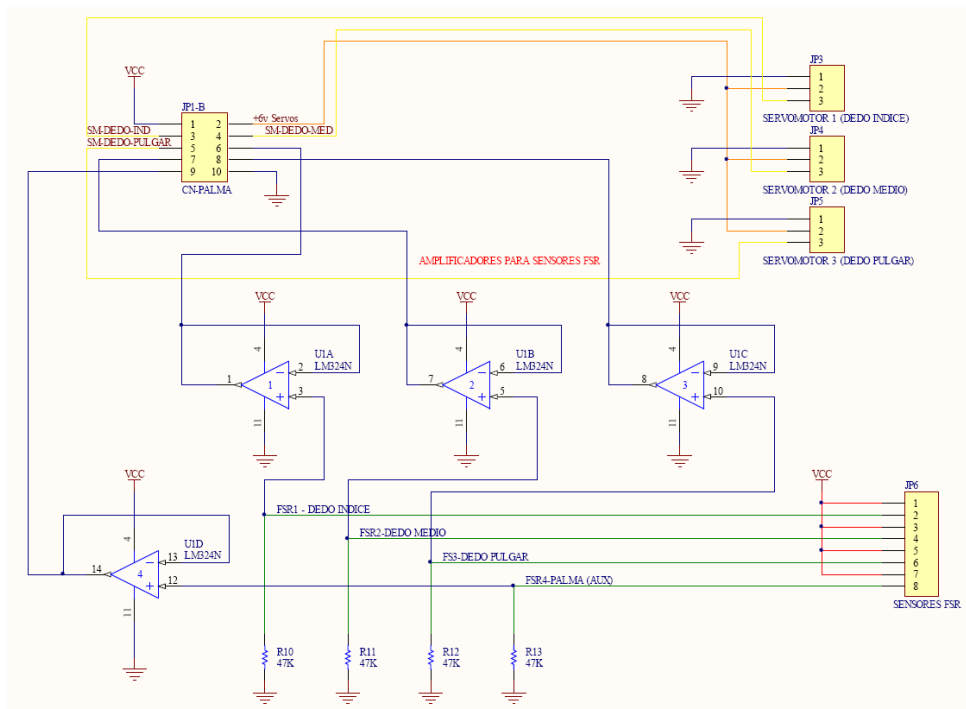 VCC
JP1-B
1 2
3 4
5 6
7 8
9 10
CN-PALMA
SM-DEDO-IND
SM-DEDO-PULGAR
+6v Servos
SM-DEDO-MED
JP3
1
2
3
SERVOMOTOR 1 (DEDO INDICE)
JP4
1
2
3
SERVOMOTOR 2 (DEDO MEDIO)
JP5
1
2
3
SERVOMOTOR 3 (DEDO PULGAR)
AMPLIFICADORES PARA SENSORES FSR
VCC
4
U1A
LM324N
1
1
2
3
11
VCC
4
U1B
LM324N
7
2
6
5
11
VCC
4
U1C
LM324N
8
3
9
10
11
VCC
4
U1D
LM324N
14
4
13
12
11
FSR1 - DEDO INDICE
FSR2-DEDO MEDIO
FS3-DEDO PULGAR
FSR4-PALMA (AUX)
VCC
JP6
1
2
3
4
5
6
7
8
SENSORES FSR
R10
47K
R11
47K
R12
47K
R13
47K